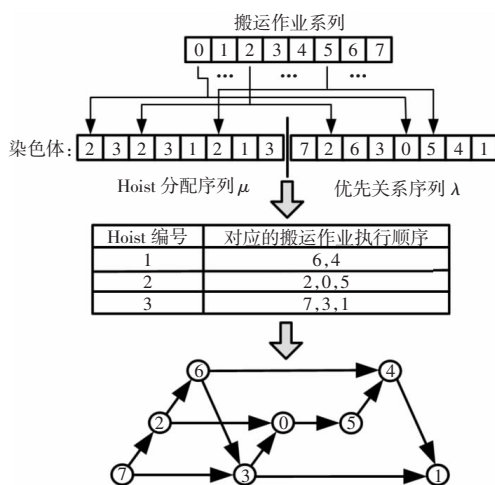 搬运作业系列
0 1 2 3 4 5 6 7
... ... ...
染色体: 2 3 2 3 1 2 1 3 7 2 6 3 0 5 4 1
Hoist 分配序列 μ 优先关系序列 λ
Hoist 编号 对应的搬运作业执行顺序
1 6,4
2 2,0,5
3 7,3,1
6 4
2 0 5
7 3 1